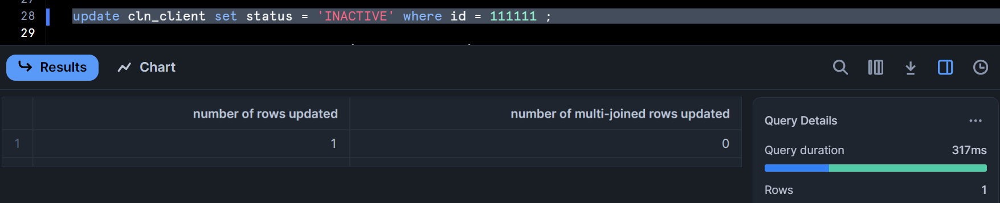 28 update cln_client set status = 'INACTIVE' where id = 111111 ;
29
Results Chart
number of rows updated number of multi-joined rows updated
1 1 0
Query Details
Query duration 317ms
Rows 1